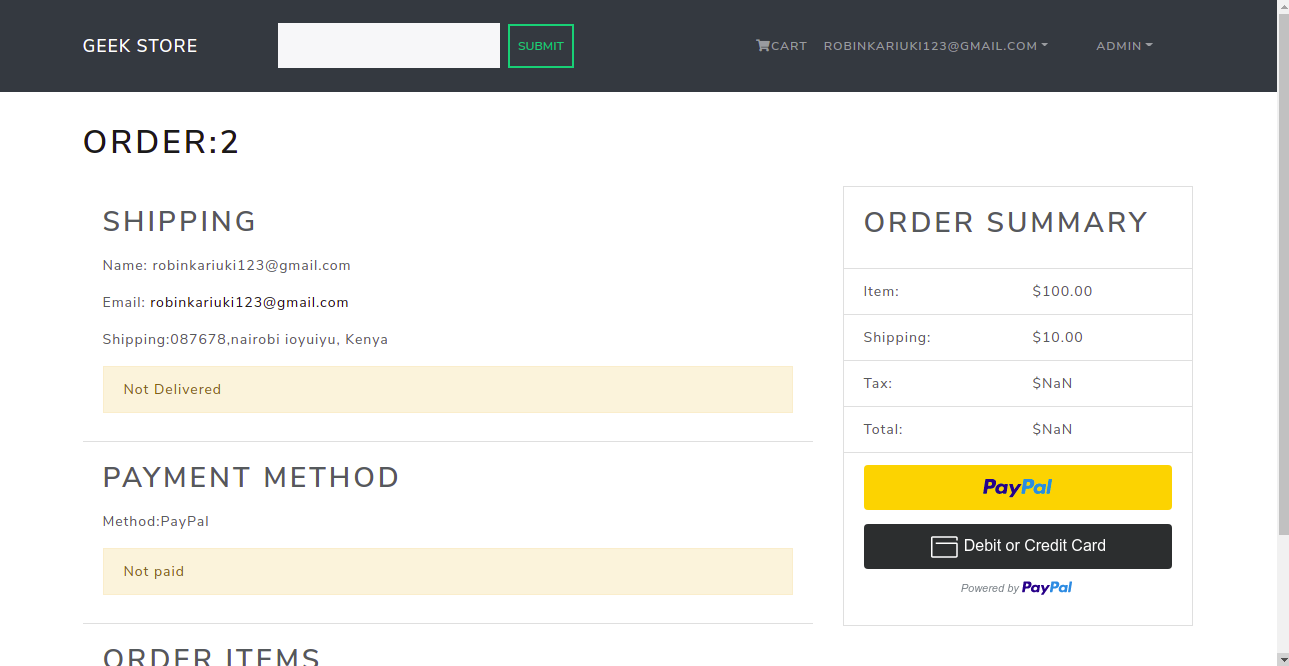 GEEK STORE
SUBMIT
CART
ROBINKARIUKI123@GMAIL.COM
ADMIN
ORDER:2
SHIPPING
Name: robinkariuki123@gmail.com
Email: robinkariuki123@gmail.com
Shipping:087678,nairobi ioyuiyu, Kenya
Not Delivered
PAYMENT METHOD
Method:PayPal
Not paid
ORDER ITEMS
ORDER SUMMARY
Item: $100.00
Shipping: $10.00
Tax: $NaN
Total: $NaN
PayPal
Debit or Credit Card
Powered by PayPal